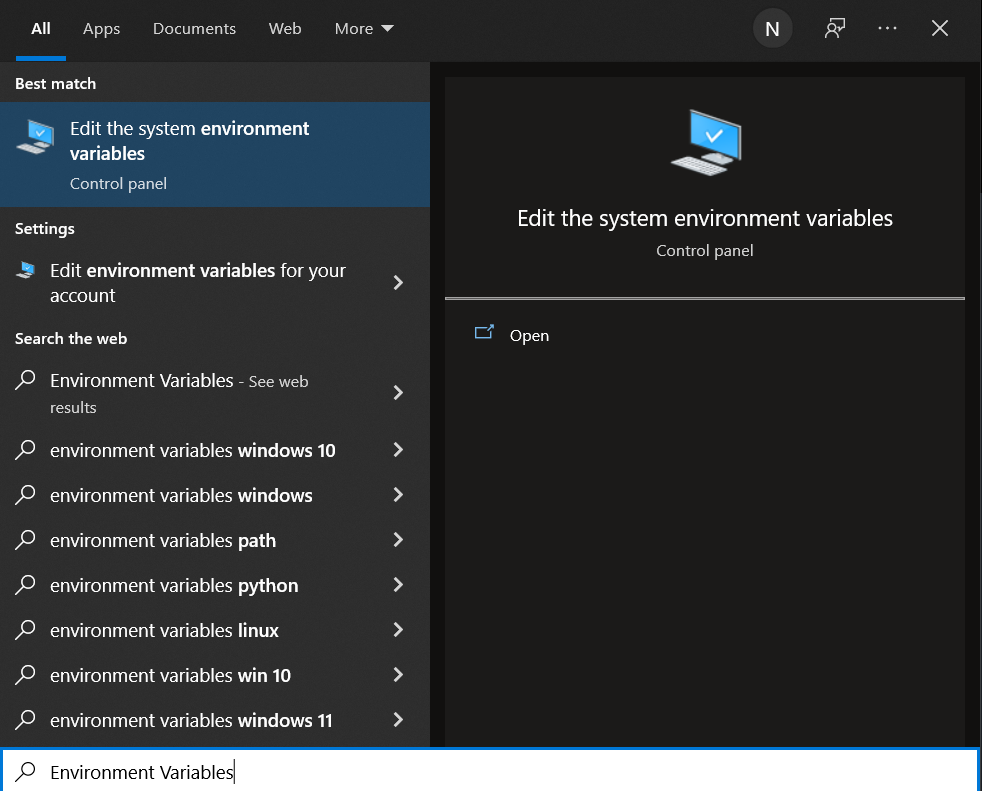 All Apps Documents Web More N
Best match
Edit the system environment
variables
Control panel
Settings
Edit environment variables for your
account
Search the web
Environment Variables - See web
results
environment variables windows 10
environment variables windows
environment variables path
environment variables python
environment variables linux
environment variables win 10
environment variables windows 11
Edit the system environment variables
Control panel
Open
Environment Variables